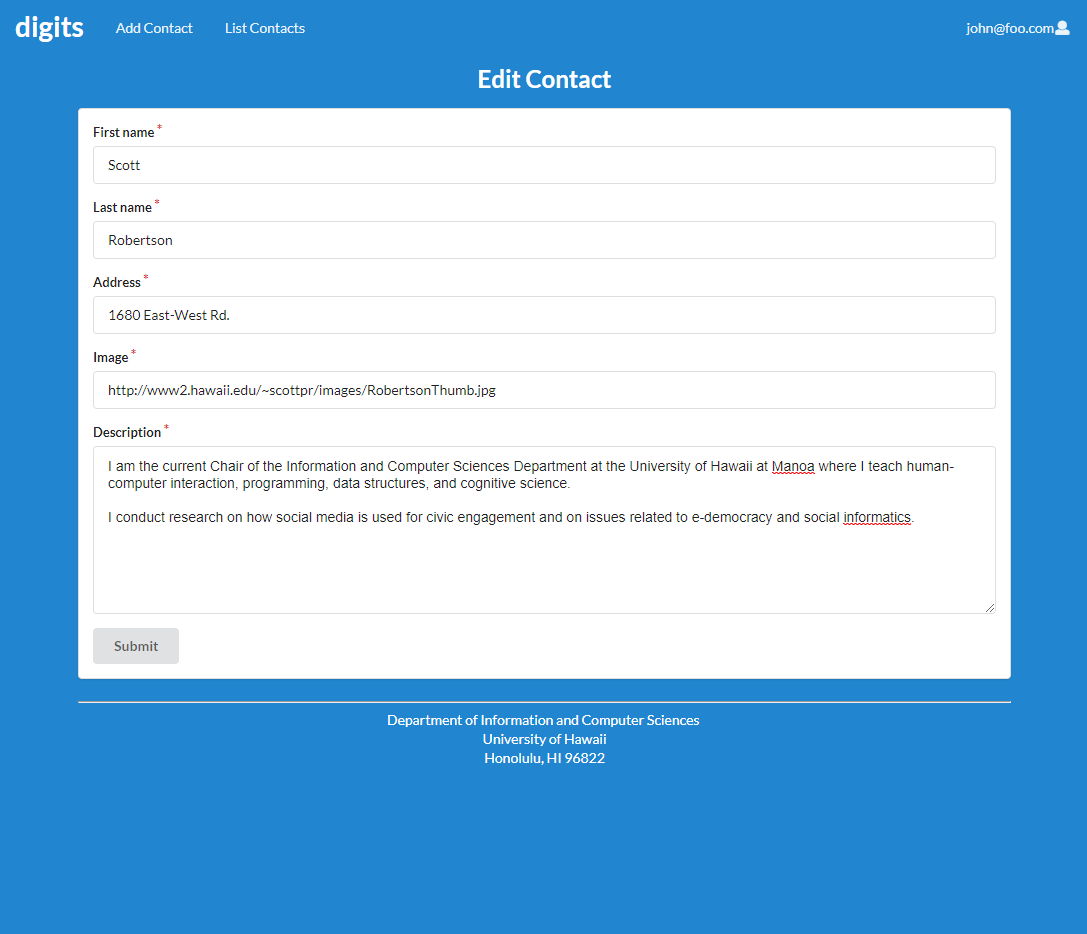 digits Add Contact List Contacts john@foo.com
Edit Contact
First name *
Scott
Last name *
Robertson
Address *
1680 East-West Rd.
Image *
http://www2.hawaii.edu/~scottpr/images/RobertsonThumb.jpg
Description *
I am the current Chair of the Information and Computer Sciences Department at the University of Hawaii at Manoa where I teach human-
computer interaction, programming, data structures, and cognitive science.
I conduct research on how social media is used for civic engagement and on issues related to e-democracy and social informatics.
Submit
Department of Information and Computer Sciences
University of Hawaii
Honolulu, HI 96822